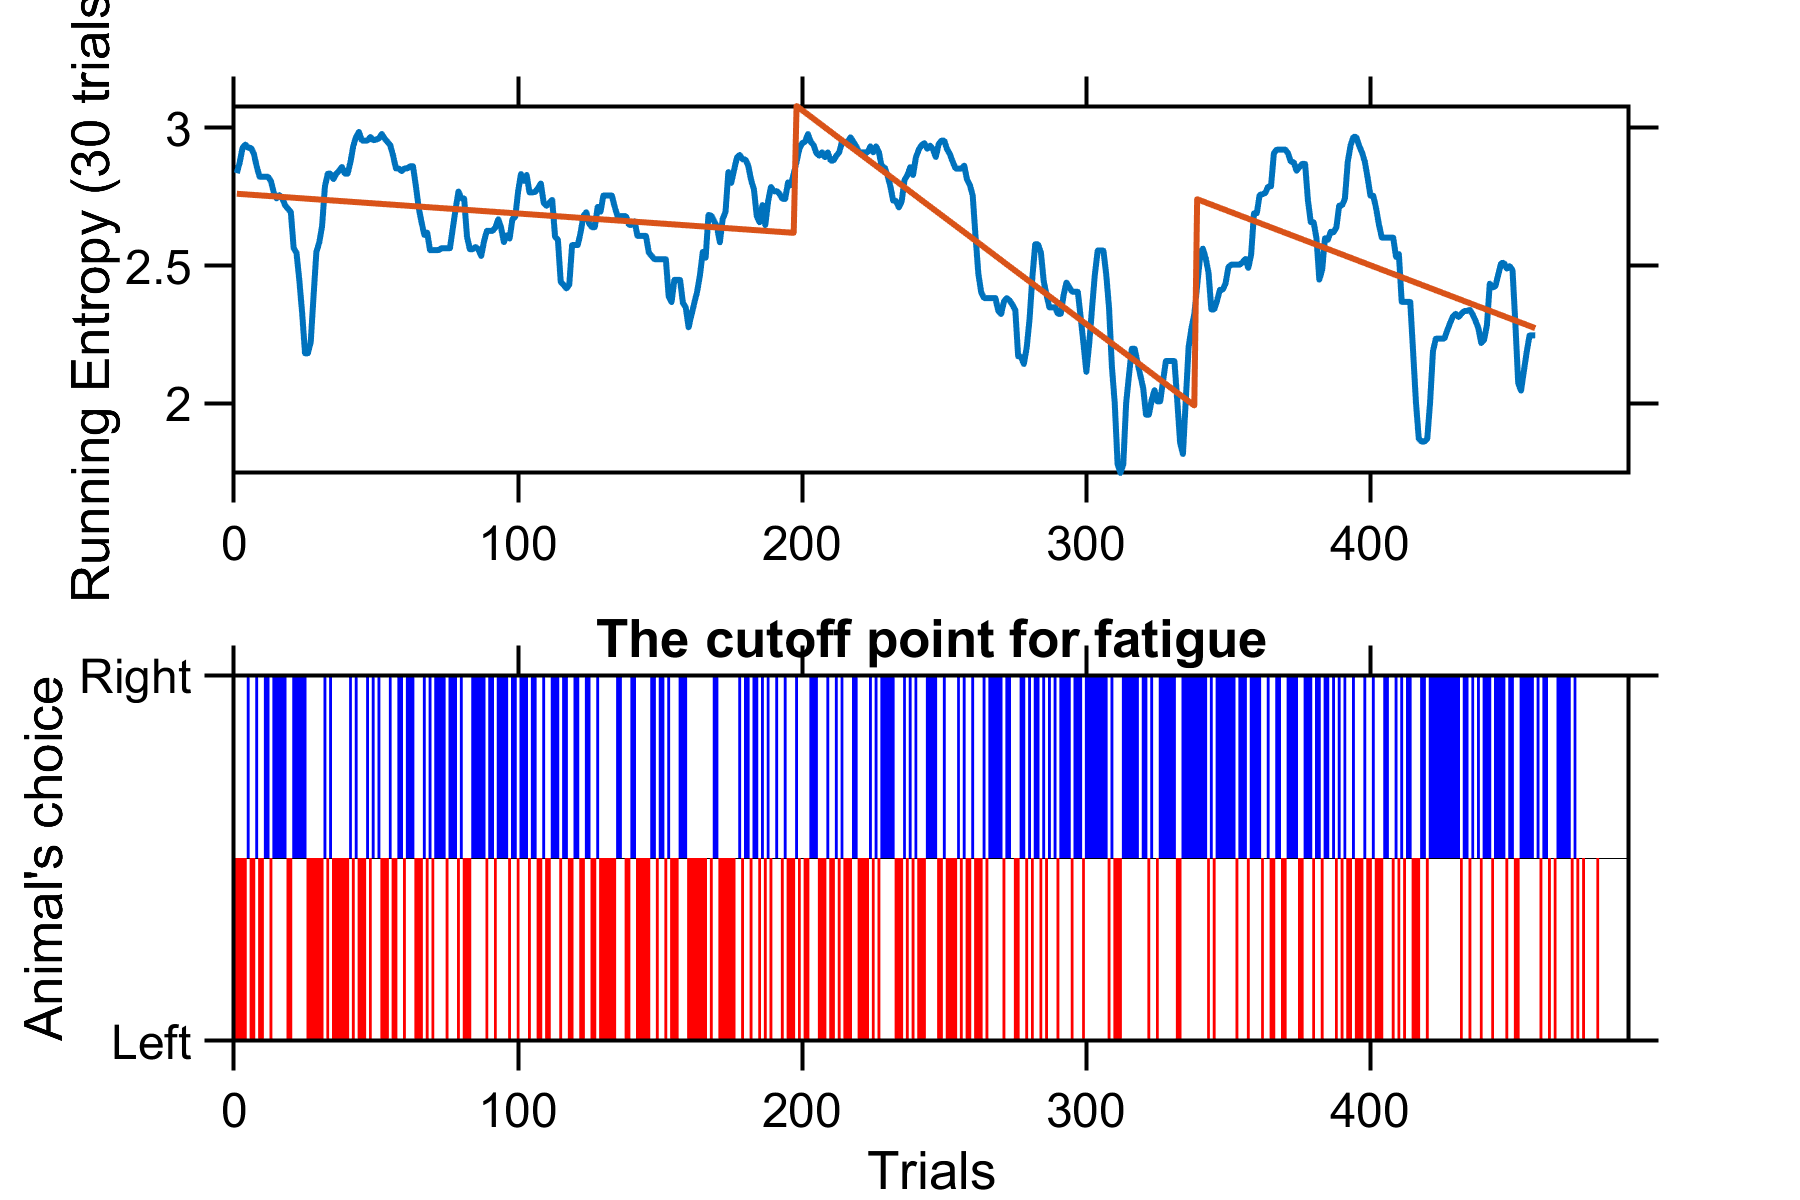 Running Entropy (30 trials
3
2.5
2
0 100 200 300 400
The cutoff point for fatigue
Animal's choice
Right
Left
0 100 200 300 400
Trials